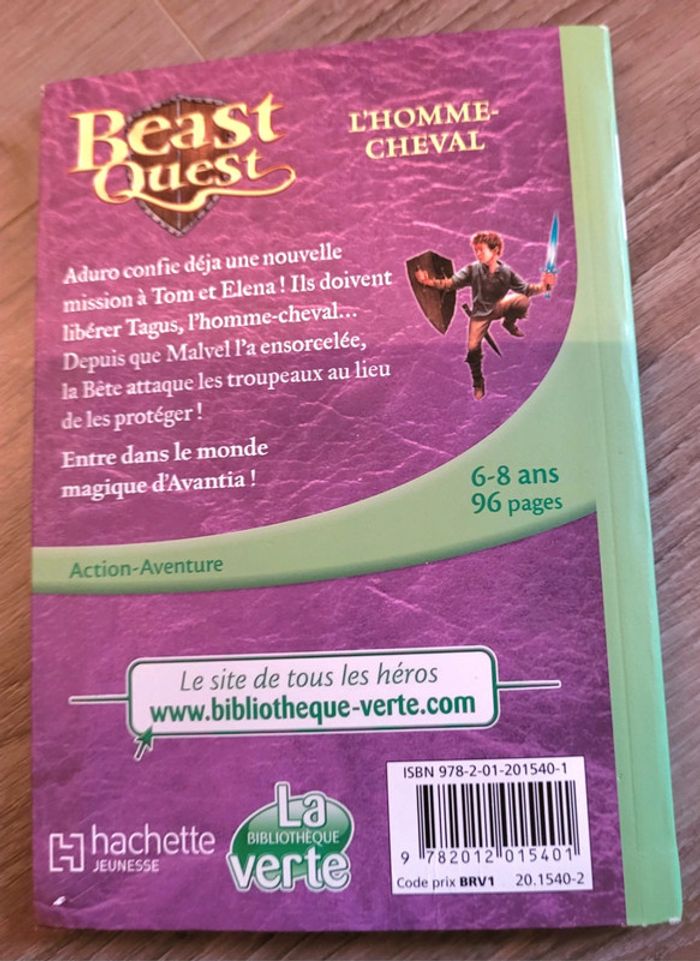 Beast
Quest
L'HOMME-
CHEVAL
Aduro confie déja une nouvelle
mission à Tom et Elena ! Ils doivent
libérer Tagus, l'homme-cheval...
Depuis que Malvel l'a ensorcelée,
la Bête attaque les troupeaux au lieu
de les protéger !
Entre dans le monde
magique d'Avantia !
6-8 ans
96 pages
Action-Aventure
Le site de tous les héros
www.bibliotheque-verte.com
ISBN 978-2-01-201540-1
9 782012 015401
Code prix BRV1 20.1540-2
hachette
JEUNESSE
La
BIBLIOTHÈQUE
verte